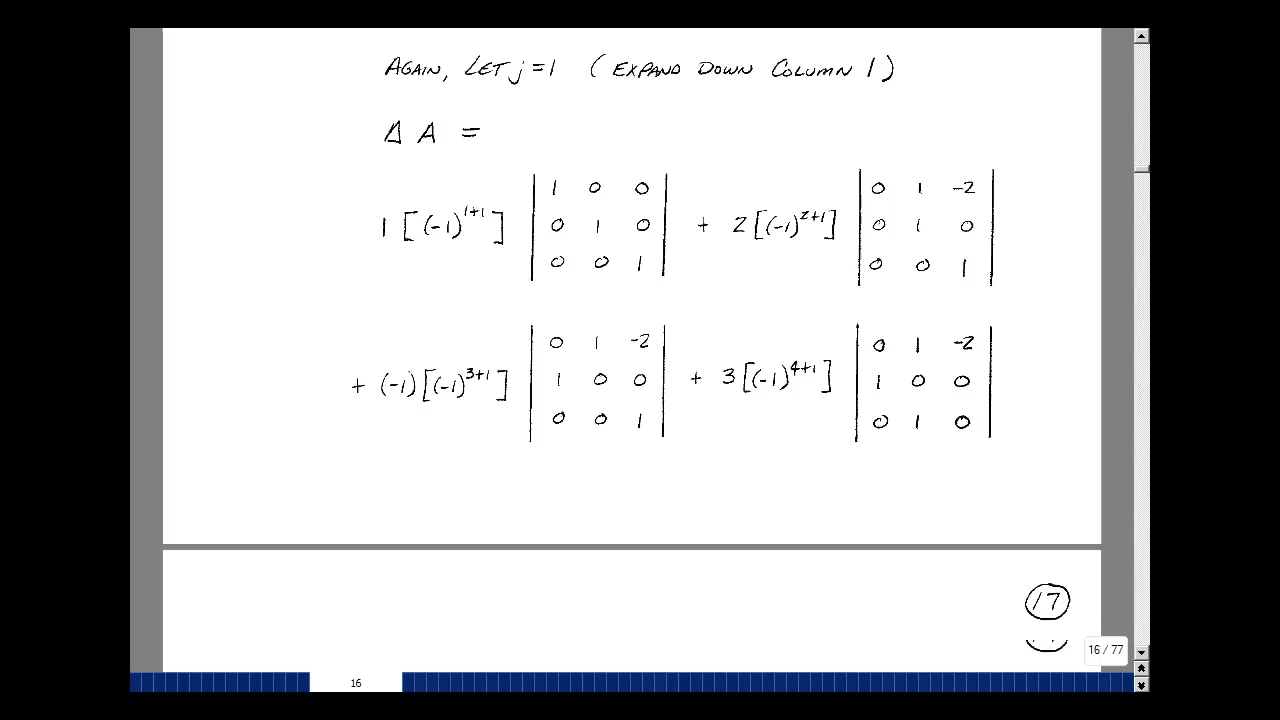 AGAIN, LET j = 1 ( EXPAND DOWN COLUMN 1 )
Δ A =
1 [(-1)^{1+1}] | 1 0 0 | + 2 [(-1)^{2+1}] | 0 1 -2 |
| 0 1 0 | | 0 1 0 |
| 0 0 1 | | 0 0 1 |
+ (-1) [(-1)^{3+1}] | 0 1 -2 | + 3 [(-1)^{4+1}] | 0 1 -2 |
| 1 0 0 | | 1 0 0 |
| 0 0 1 | | 0 1 0 |
17
16 / 77
16